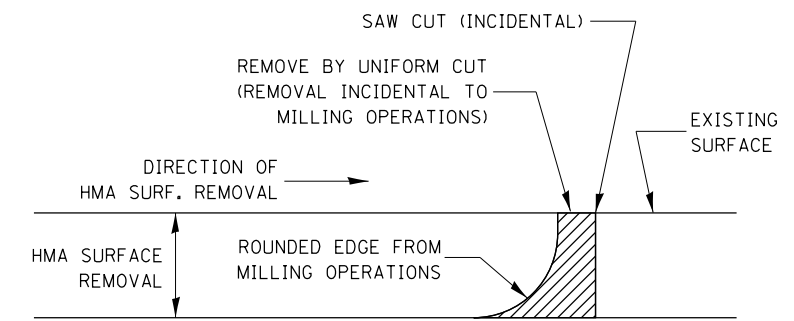 SAW CUT (INCIDENTAL)
REMOVE BY UNIFORM CUT
(REMOVAL INCIDENTAL TO
MILLING OPERATIONS)
EXISTING
SURFACE
DIRECTION OF
HMA SURF. REMOVAL
HMA SURFACE
REMOVAL
ROUNDED EDGE FROM
MILLING OPERATIONS